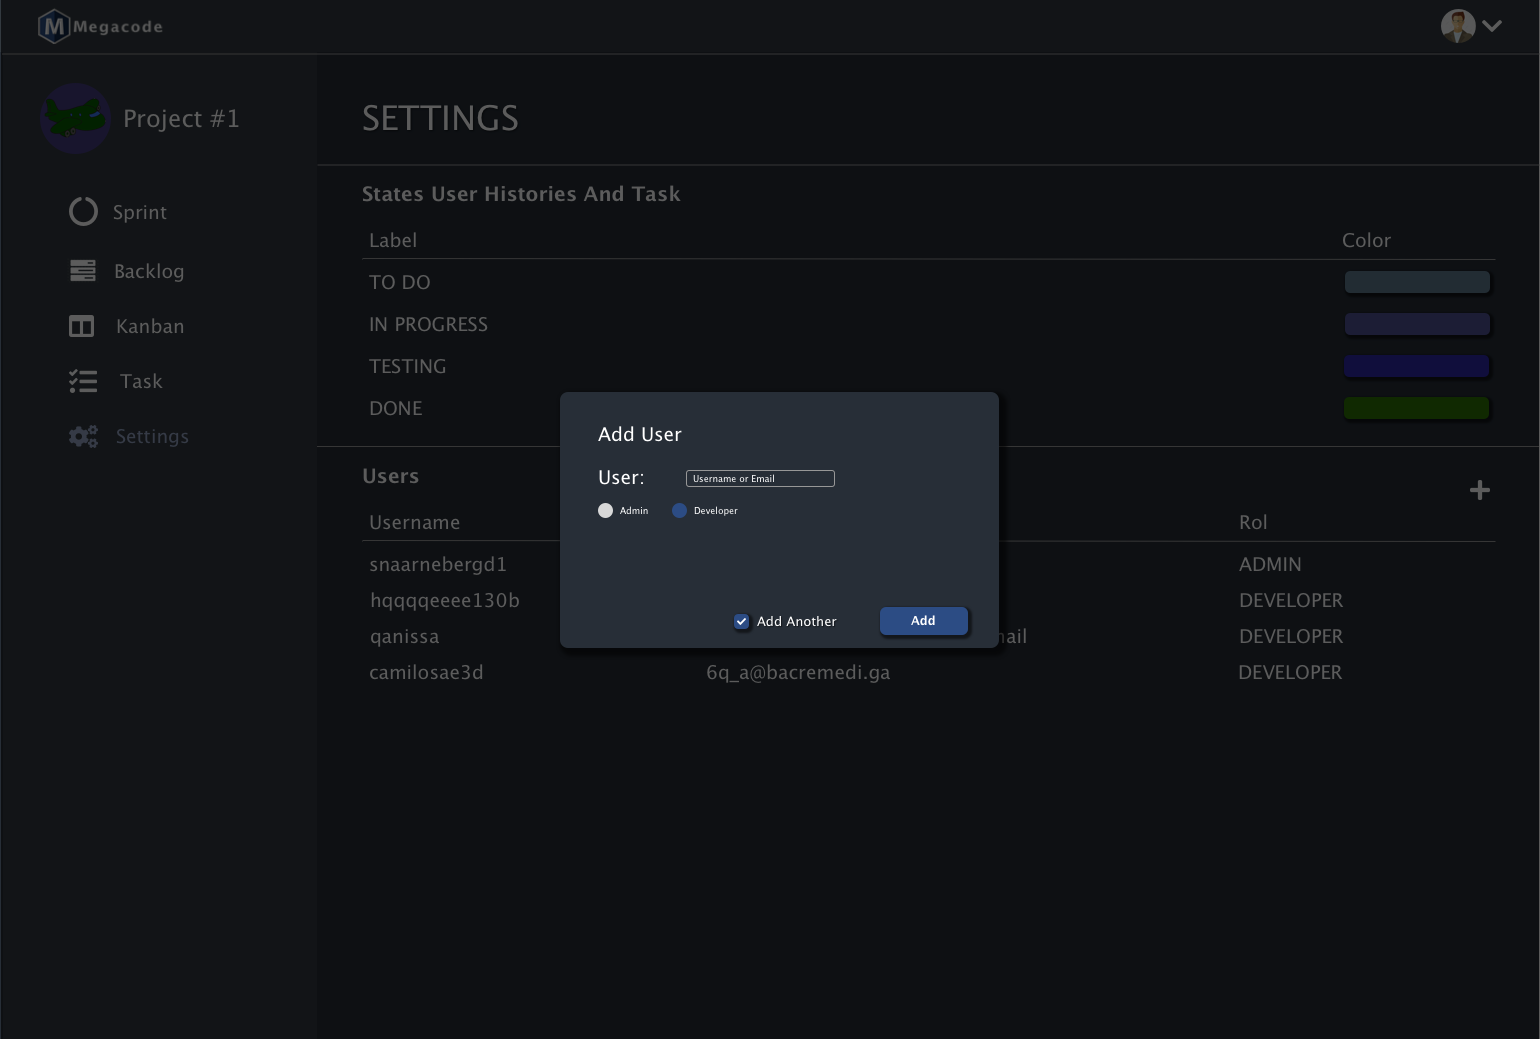 M Megacode
Project #1
Sprint
Backlog
Kanban
Task
Settings
SETTINGS
States User Histories And Task
Label Color
TO DO
IN PROGRESS
TESTING
DONE
Users
Username Rol
snaarnebergd1 ADMIN
hqqqqeeee130b DEVELOPER
qanissa DEVELOPER
camilosae3d 6q_a@bacremedi.ga DEVELOPER
Add User
User: Username or Email
Admin Developer
Add Another Add